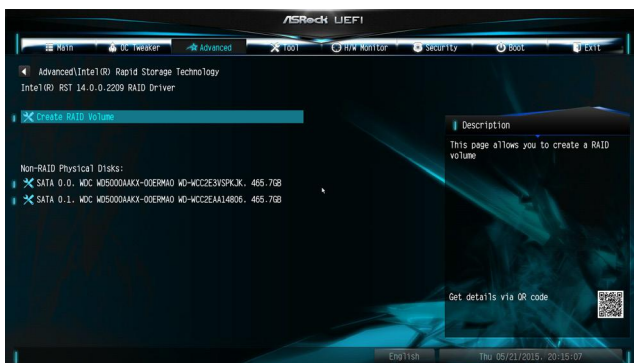 ASRock UEFI
Main OC Tweaker Advanced Tool H/W Monitor Security Boot Exit
Advanced\Intel(R) Rapid Storage Technology
Intel(R) RST 14.0.0.2209 RAID Driver
Create RAID Volume
Non-RAID Physical Disks:
SATA 0.0. WDC WD5000AAKX-00ERMA0 WD-WCC2E3VSPKJK. 465.7GB
SATA 0.1. WDC WD5000AAKX-00ERMA0 WD-WCC2EAA14806. 465.7GB
Description
This page allows you to create a RAID
volume
Get details via QR code
English Thu 05/21/2015. 20:15:07